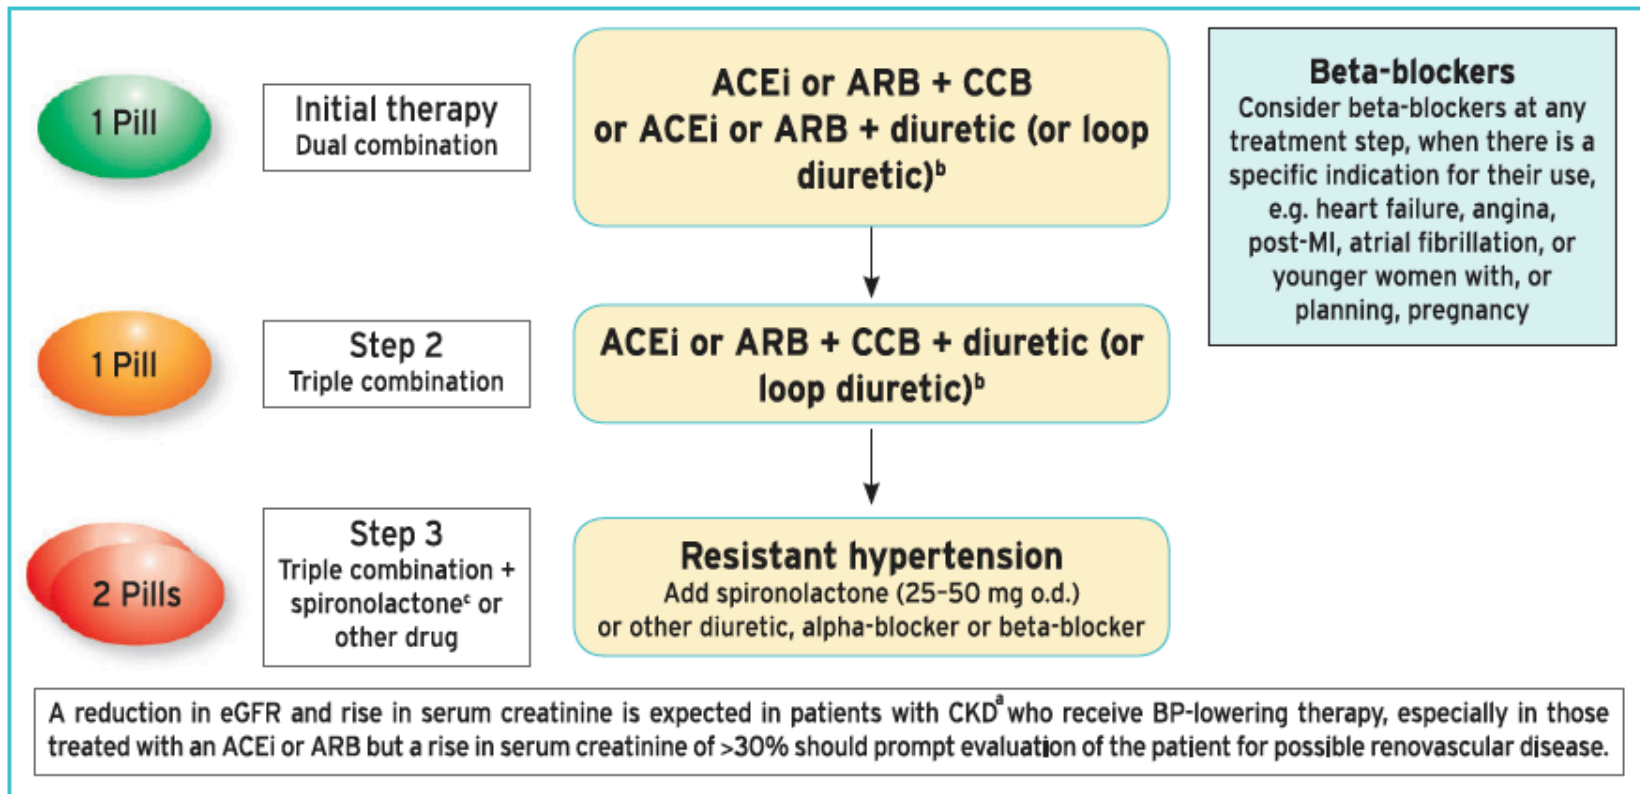 1 Pill
Initial therapy
Dual combination
ACEi or ARB + CCB
or ACEi or ARB + diuretic (or loop
diuretic)ᵇ
Beta-blockers
Consider beta-blockers at any
treatment step, when there is a
specific indication for their use,
e.g. heart failure, angina,
post-MI, atrial fibrillation, or
younger women with, or
planning, pregnancy
1 Pill
Step 2
Triple combination
ACEi or ARB + CCB + diuretic (or
loop diuretic)ᵇ
2 Pills
Step 3
Triple combination +
spironolactoneᶜ or
other drug
Resistant hypertension
Add spironolactone (25–50 mg o.d.)
or other diuretic, alpha-blocker or beta-blocker
A reduction in eGFR and rise in serum creatinine is expected in patients with CKDᵃ who receive BP-lowering therapy, especially in those
treated with an ACEi or ARB but a rise in serum creatinine of >30% should prompt evaluation of the patient for possible renovascular disease.